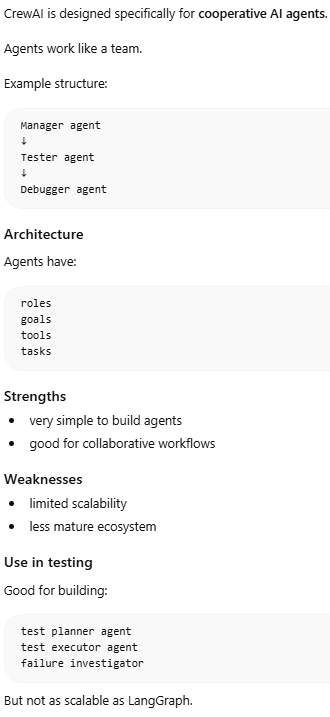 CrewAI is designed specifically for cooperative AI agents.
Agents work like a team.
Example structure:
Manager agent
↓
Tester agent
↓
Debugger agent
Architecture
Agents have:
roles
goals
tools
tasks
Strengths
• very simple to build agents
• good for collaborative workflows
Weaknesses
• limited scalability
• less mature ecosystem
Use in testing
Good for building:
test planner agent
test executor agent
failure investigator
But not as scalable as LangGraph.